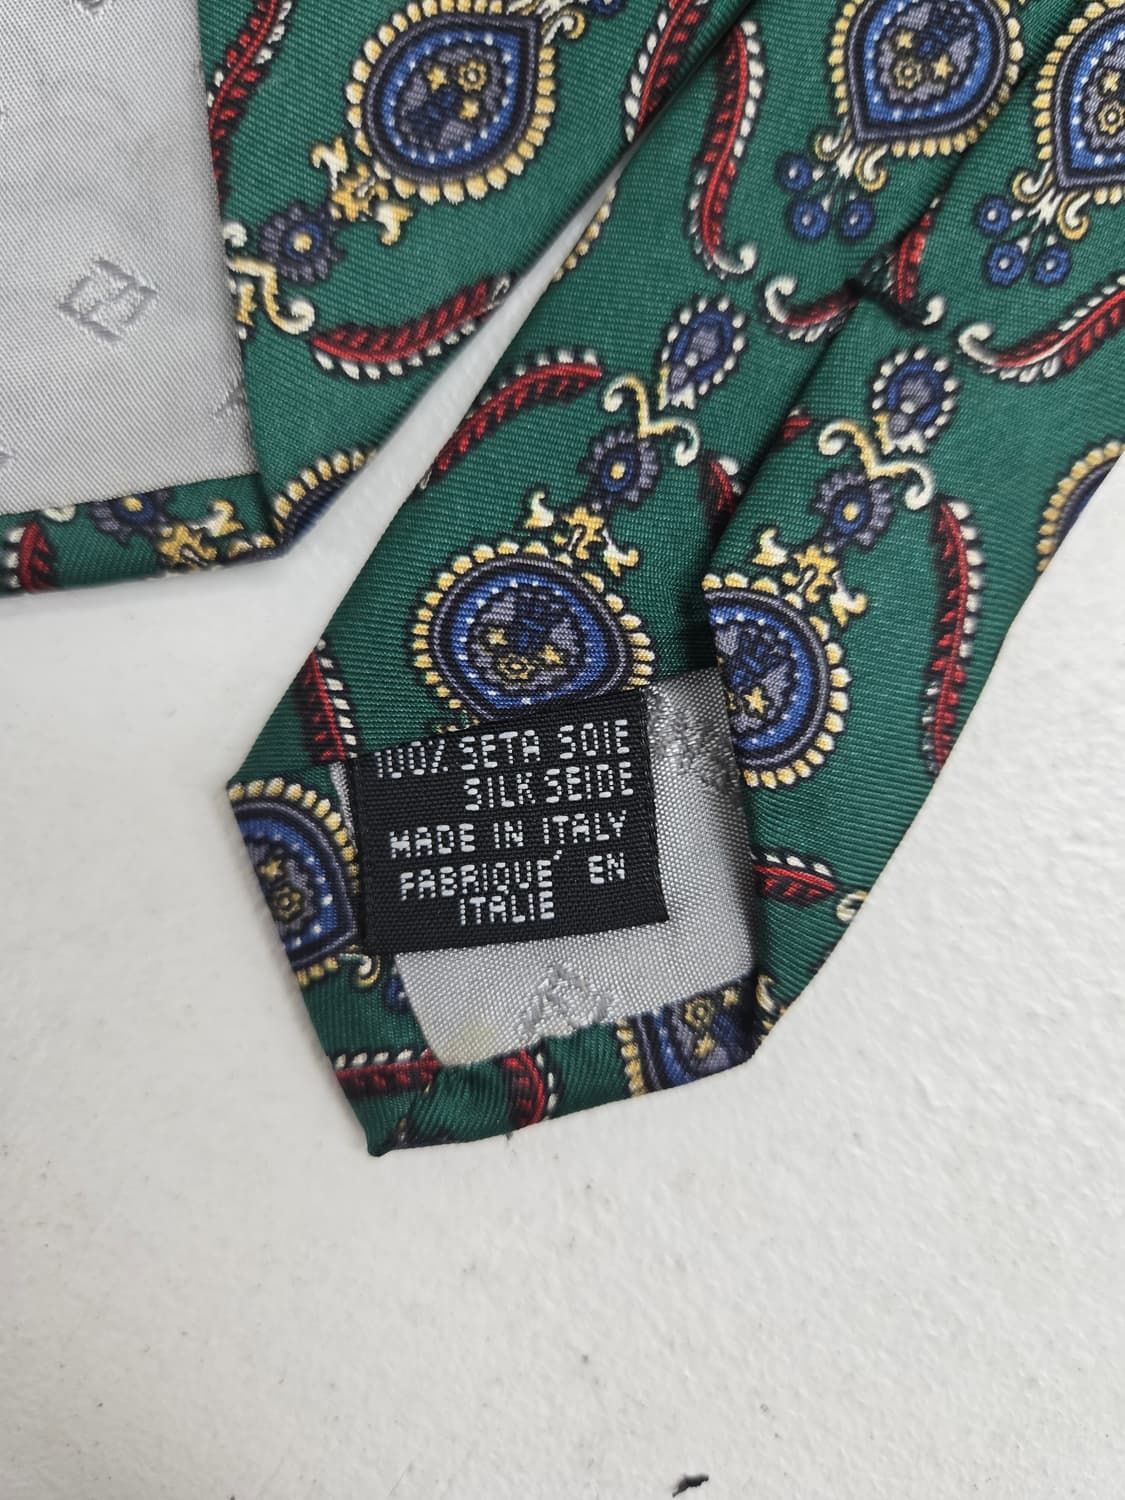 100% SETA SOIE
SILK SEIDE
MADE IN ITALY
FABRIQUÉ EN
ITALIE